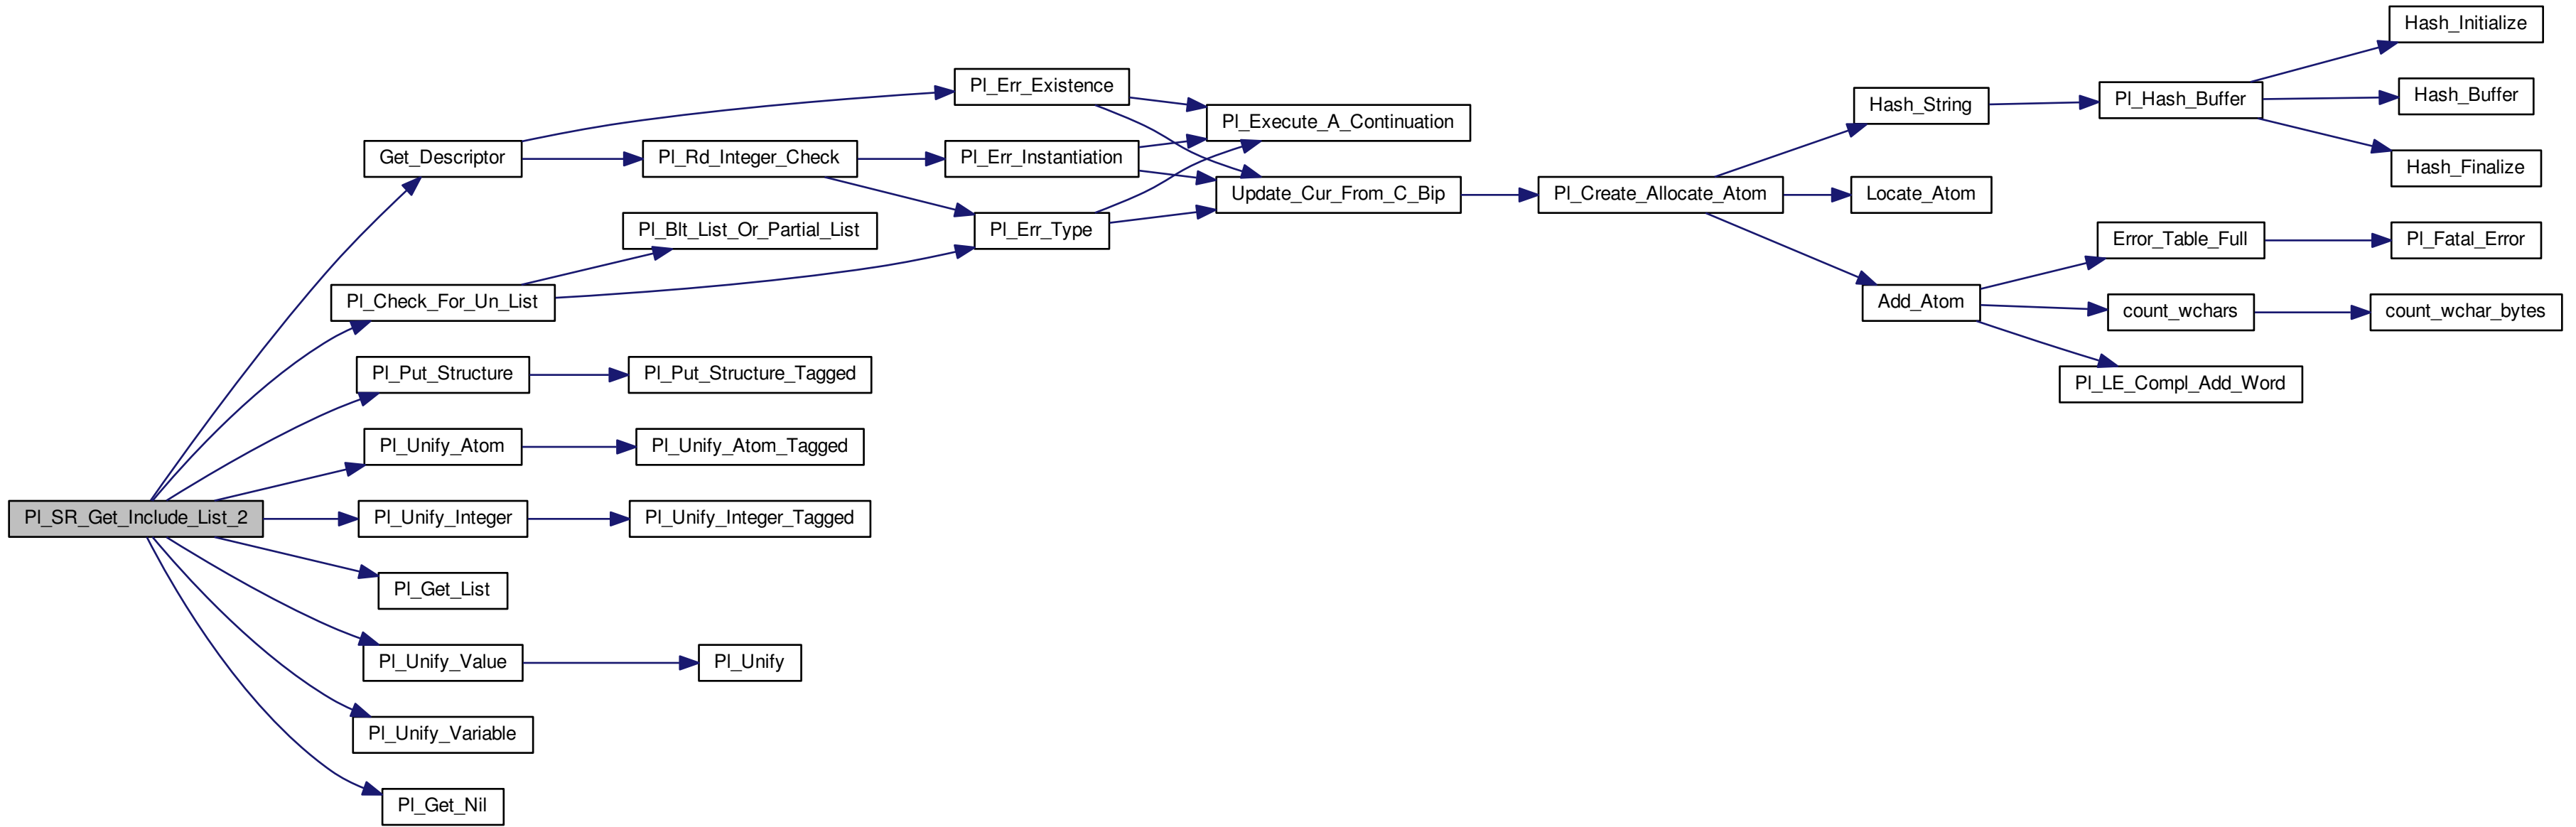 Pl_SR_Get_Include_List_2
Get_Descriptor
Pl_Check_For_Un_List
Pl_Put_Structure
Pl_Unify_Atom
Pl_Unify_Integer
Pl_Get_List
Pl_Unify_Value
Pl_Unify_Variable
Pl_Get_Nil
Pl_Rd_Integer_Check
Pl_Blt_List_Or_Partial_List
Pl_Put_Structure_Tagged
Pl_Unify_Atom_Tagged
Pl_Unify_Integer_Tagged
Pl_Unify
Pl_Err_Existence
Pl_Err_Instantiation
Pl_Err_Type
Pl_Execute_A_Continuation
Update_Cur_From_C_Bip
Pl_Create_Allocate_Atom
Hash_String
Locate_Atom
Add_Atom
Pl_Hash_Buffer
Error_Table_Full
count_wchars
Pl_LE_Compl_Add_Word
Hash_Initialize
Hash_Buffer
Hash_Finalize
Pl_Fatal_Error
count_wchar_bytes